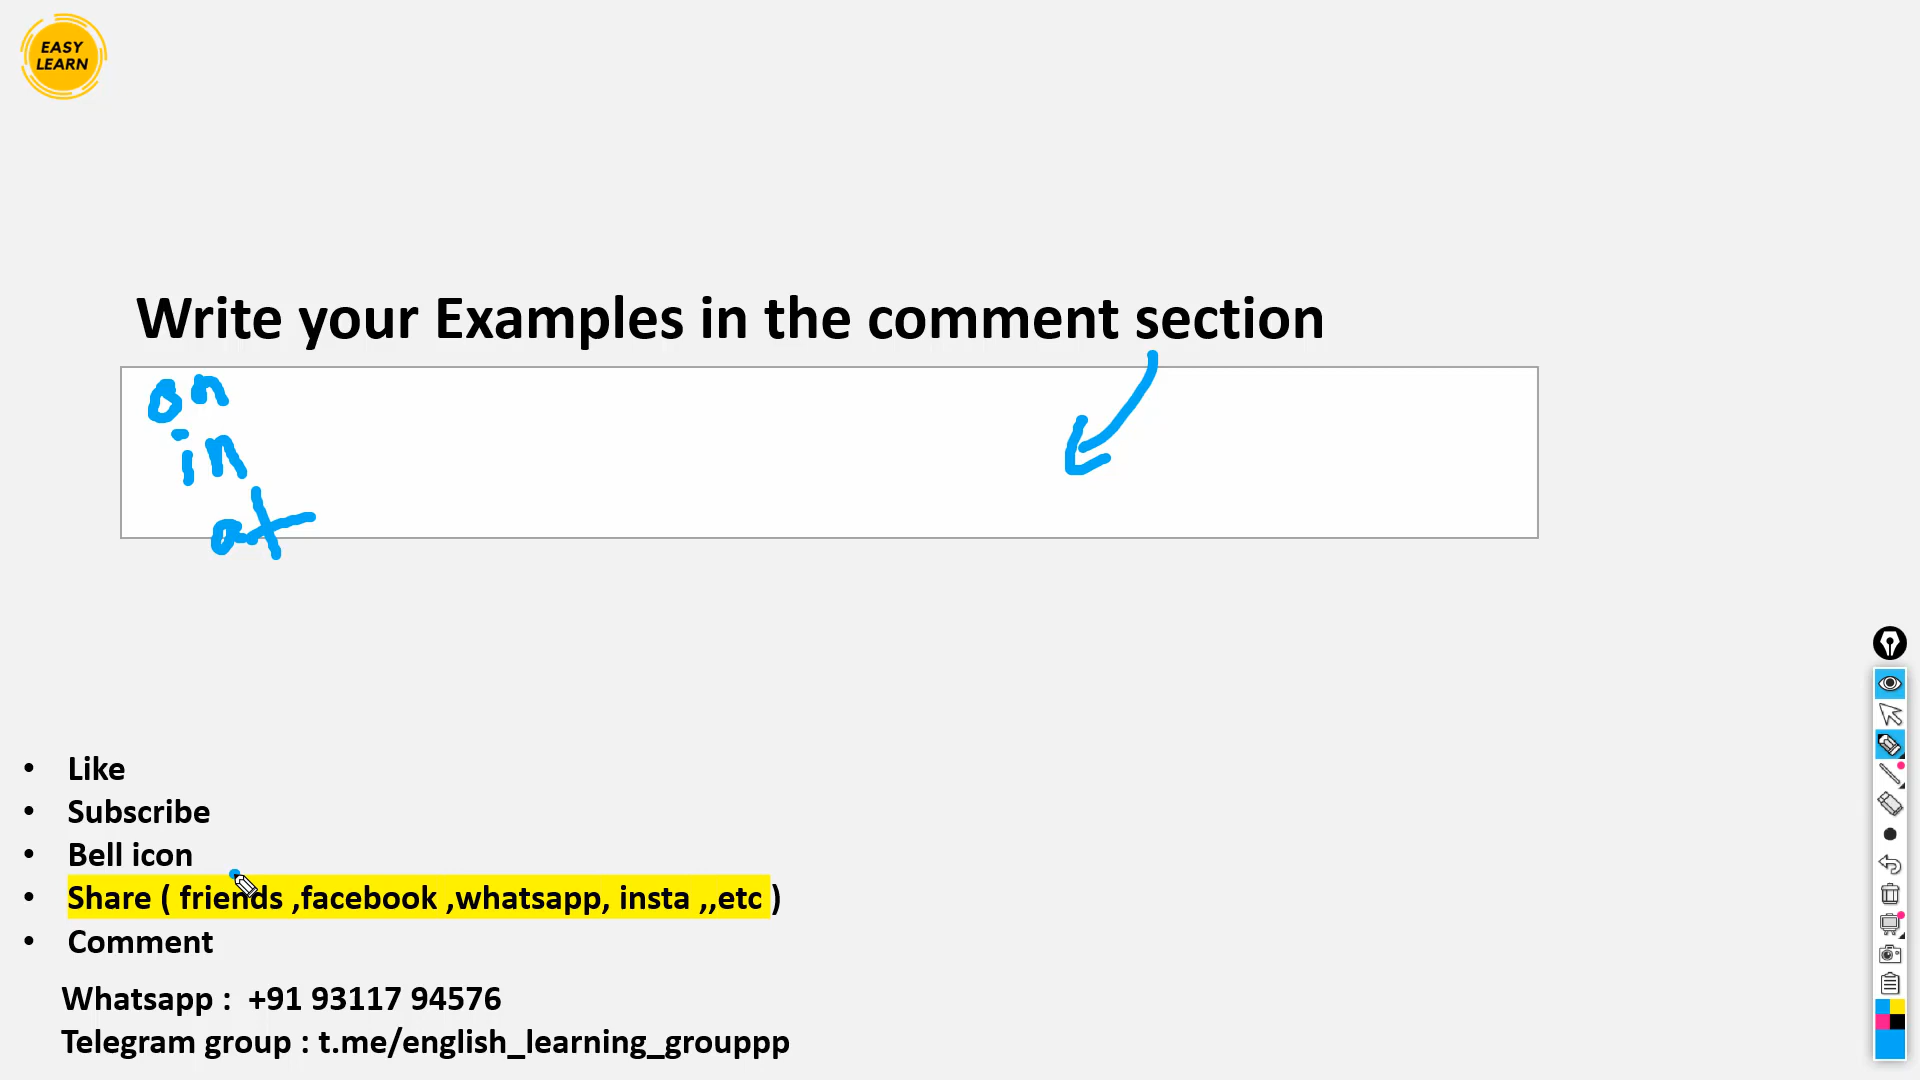 EASY
LEARN
Write your Examples in the comment section
on
in
at
• Like
• Subscribe
• Bell icon
• Share ( friends ,facebook ,whatsapp, insta ,,etc )
• Comment
Whatsapp : +91 93117 94576
Telegram group : t.me/english_learning_grouppp